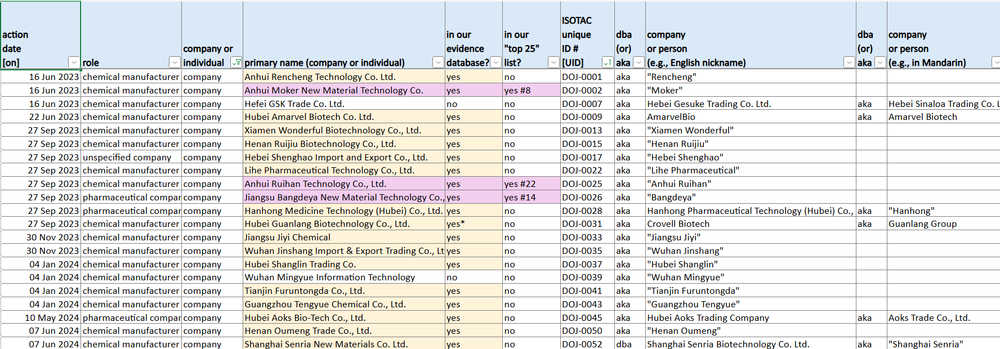 action date [on] role company or individual primary name (company or individual) in our evidence database? in our "top 25" list? ISOTAC unique ID # [UID] dba (or) aka company or person (e.g., English nickname) dba (or) aka company or person (e.g., in Mandarin)
16 Jun 2023 chemical manufacturer company Anhui Rencheng Technology Co. Ltd. yes no DOJ-0001 aka "Rencheng"
16 Jun 2023 chemical manufacturer company Anhui Moker New Material Technology Co. yes yes #8 DOJ-0002 aka "Moker"
16 Jun 2023 chemical manufacturer company Hefei GSK Trade Co. Ltd. no no DOJ-0007 aka Hebei Gesuke Trading Co. Ltd. aka Hebei Sinaloa Trading Co. L
22 Jun 2023 chemical manufacturer company Hubei Amarvel Biotech Co. Ltd. yes no DOJ-0009 aka AmarvelBio aka Amarvel Biotech
27 Sep 2023 chemical manufacturer company Xiamen Wonderful Biotechnology Co., Ltd. yes no DOJ-0013 aka "Xiamen Wonderful"
27 Sep 2023 chemical manufacturer company Henan Ruijiu Biotechnology Co., Ltd. yes no DOJ-0015 aka "Henan Ruijiu"
27 Sep 2023 unspecified company company Hebei Shenghao Import and Export Co., Ltd. yes no DOJ-0017 aka "Hebei Shenghao"
27 Sep 2023 chemical manufacturer company Lihe Pharmaceutical Technology Co., Ltd. yes no DOJ-0022 aka "Lihe Pharmaceutical"
27 Sep 2023 chemical manufacturer company Anhui Ruihan Technology Co., Ltd. yes yes #22 DOJ-0025 aka "Anhui Ruihan"
27 Sep 2023 pharmaceutical compar company Jiangsu Bangdeya New Material Technology Co., yes yes #14 DOJ-0026 aka "Bangdeya"
27 Sep 2023 pharmaceutical compar company Hanhong Medicine Technology (Hubei) Co., Ltd. yes no DOJ-0028 aka Hanhong Pharmaceutical Technology (Hubei) Co., aka "Hanhong"
27 Sep 2023 chemical manufacturer company Hubei Guanlang Biotechnology Co., Ltd. yes* no DOJ-0031 aka Crovell Biotech aka Guanlang Group
30 Nov 2023 chemical manufacturer company Jiangsu Jiyi Chemical yes no DOJ-0033 aka "Jiangsu Jiyi"
30 Nov 2023 chemical manufacturer company Wuhan Jinshang Import & Export Trading Co., Lt yes no DOJ-0035 aka "Wuhan Jinshang"
04 Jan 2024 chemical manufacturer company Hubei Shanglin Trading Co. yes no DOJ-0037 aka "Hubei Shanglin"
04 Jan 2024 chemical manufacturer company Wuhan Mingyue Information Technology no no DOJ-0039 aka "Wuhan Mingyue"
04 Jan 2024 chemical manufacturer company Tianjin Furuntongda Co., Ltd. yes no DOJ-0041 aka "Tianjin Furuntongda"
04 Jan 2024 chemical manufacturer company Guangzhou Tengyue Chemical Co., Ltd. yes no DOJ-0043 aka "Guangzhou Tengyue"
10 May 2024 pharmaceutical compar company Hubei Aoks Bio-Tech Co., Ltd. yes no DOJ-0045 aka Hubei Aoks Trading Company aka Aoks Trade Co., Ltd.
07 Jun 2024 chemical manufacturer company Henan Oumeng Trade Co., Ltd. yes no DOJ-0050 aka "Henan Oumeng"
07 Jun 2024 chemical manufacturer company Shanghai Senria New Materials Co. Ltd. yes no DOJ-0052 dba Shanghai Senria Biotechnology Co. Ltd. aka "Shanghai Senria"